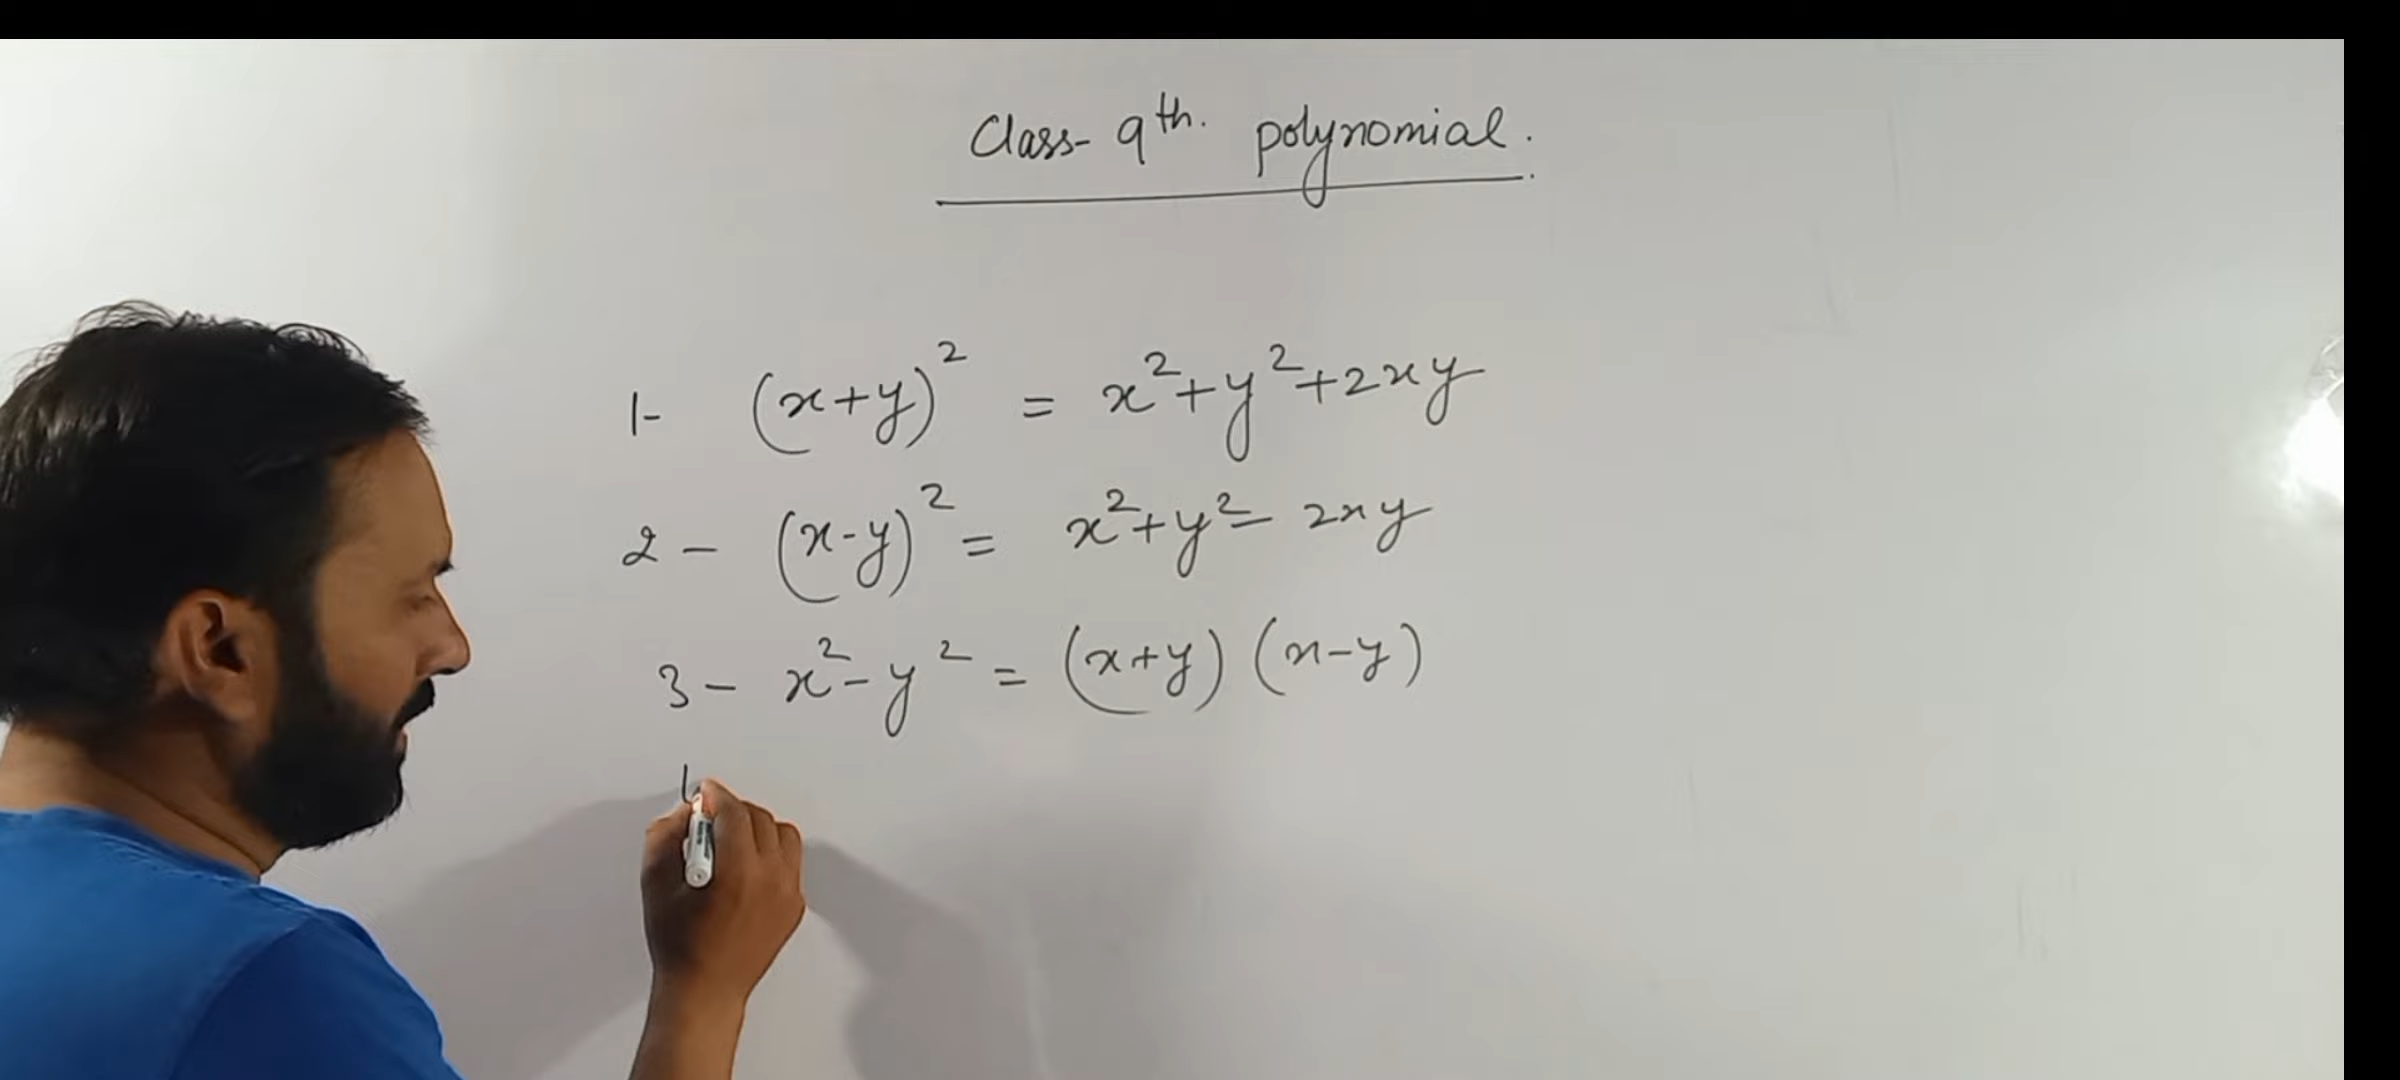 Class- 9th. polynomial.
1- (x+y)² = x²+y²+2xy
2 - (x-y)² = x²+y²- 2xy
3 - x²-y² = (x+y) (x-y)